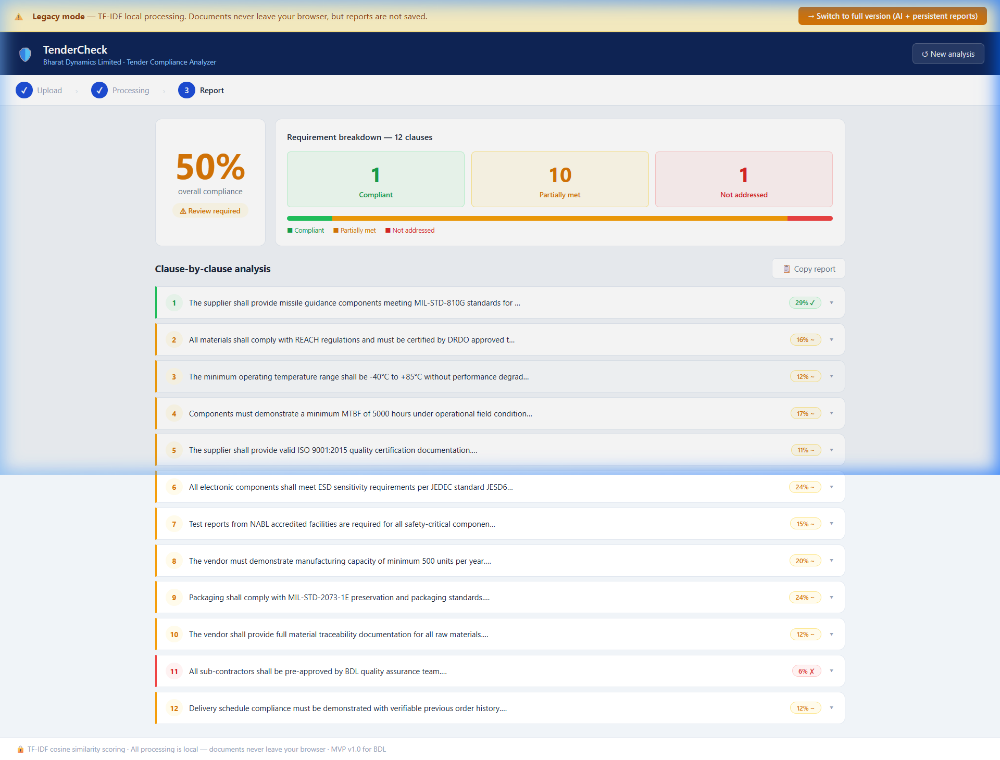 ⚠ Legacy mode — TF-IDF local processing. Documents never leave your browser, but reports are not saved.
→ Switch to full version (AI + persistent reports)
TenderCheck
Bharat Dynamics Limited · Tender Compliance Analyzer
↺ New analysis
✓ Upload › ✓ Processing › 3 Report
50%
overall compliance
⚠ Review required
Requirement breakdown — 12 clauses
1
Compliant
10
Partially met
1
Not addressed
■ Compliant ■ Partially met ■ Not addressed
Clause-by-clause analysis
📋 Copy report
1 The supplier shall provide missile guidance components meeting MIL-STD-810G standards for ... 29% ✓ ▼
2 All materials shall comply with REACH regulations and must be certified by DRDO approved t... 16% ~ ▼
3 The minimum operating temperature range shall be -40°C to +85°C without performance degrad... 12% ~ ▼
4 Components must demonstrate a minimum MTBF of 5000 hours under operational field condition... 17% ~ ▼
5 The supplier shall provide valid ISO 9001:2015 quality certification documentation.... 11% ~ ▼
6 All electronic components shall meet ESD sensitivity requirements per JEDEC standard JESD6... 24% ~ ▼
7 Test reports from NABL accredited facilities are required for all safety-critical componen... 15% ~ ▼
8 The vendor must demonstrate manufacturing capacity of minimum 500 units per year.... 20% ~ ▼
9 Packaging shall comply with MIL-STD-2073-1E preservation and packaging standards.... 24% ~ ▼
10 The vendor shall provide full material traceability documentation for all raw materials.... 12% ~ ▼
11 All sub-contractors shall be pre-approved by BDL quality assurance team.... 6% ✗ ▼
12 Delivery schedule compliance must be demonstrated with verifiable previous order history.... 12% ~ ▼
🔒 TF-IDF cosine similarity scoring · All processing is local — documents never leave your browser · MVP v1.0 for BDL